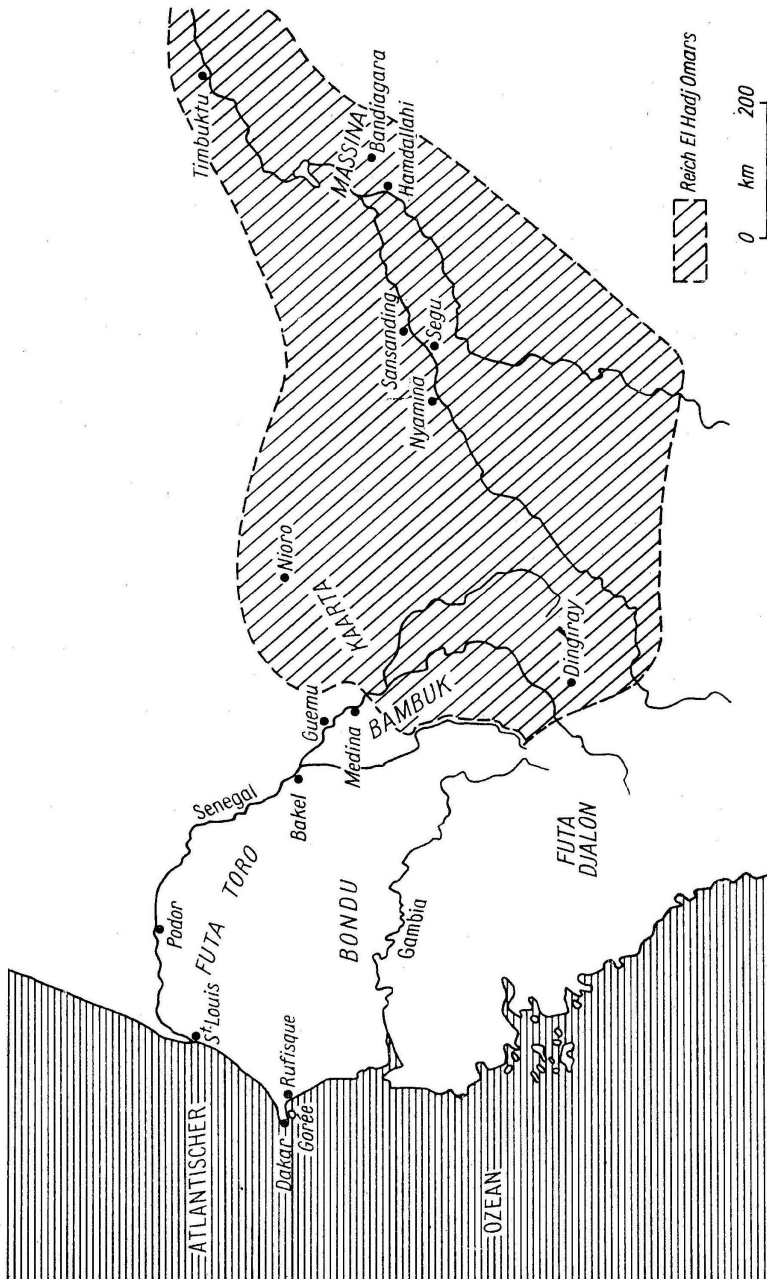 Timbuktu
MASSINA
Bandiagara
Hamdallahi
Sansanding
Segu
Nyamina
Nioro
KAARTA
Dingiray
BAMBUK
Guemu
Medina
Bakel
Senegal
Podor
FUTA TORO
St. Louis
BONDU
Gambia
FUTA
DJALON
Rufisque
Dakar
Gorée
ATLANTISCHER
OZEAN
Reich El Hadj Omars
0 km 200